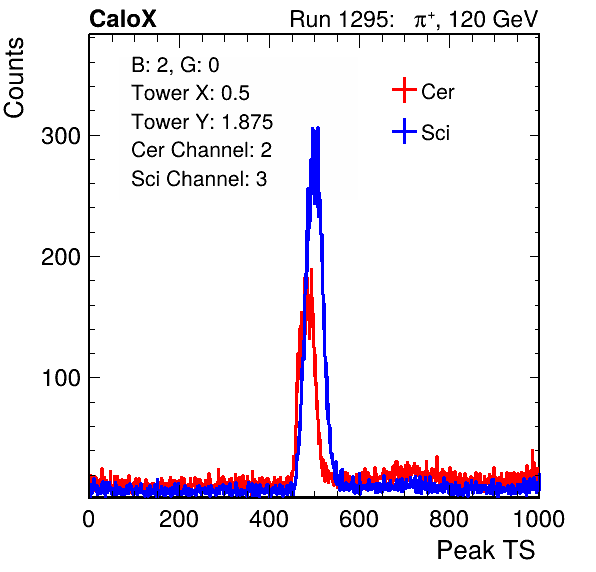 CaloX Run 1295: π⁺, 120 GeV
Counts
B: 2, G: 0
Tower X: 0.5
Tower Y: 1.875
Cer Channel: 2
Sci Channel: 3
Cer
Sci
300
200
100
0 200 400 600 800 1000
Peak TS